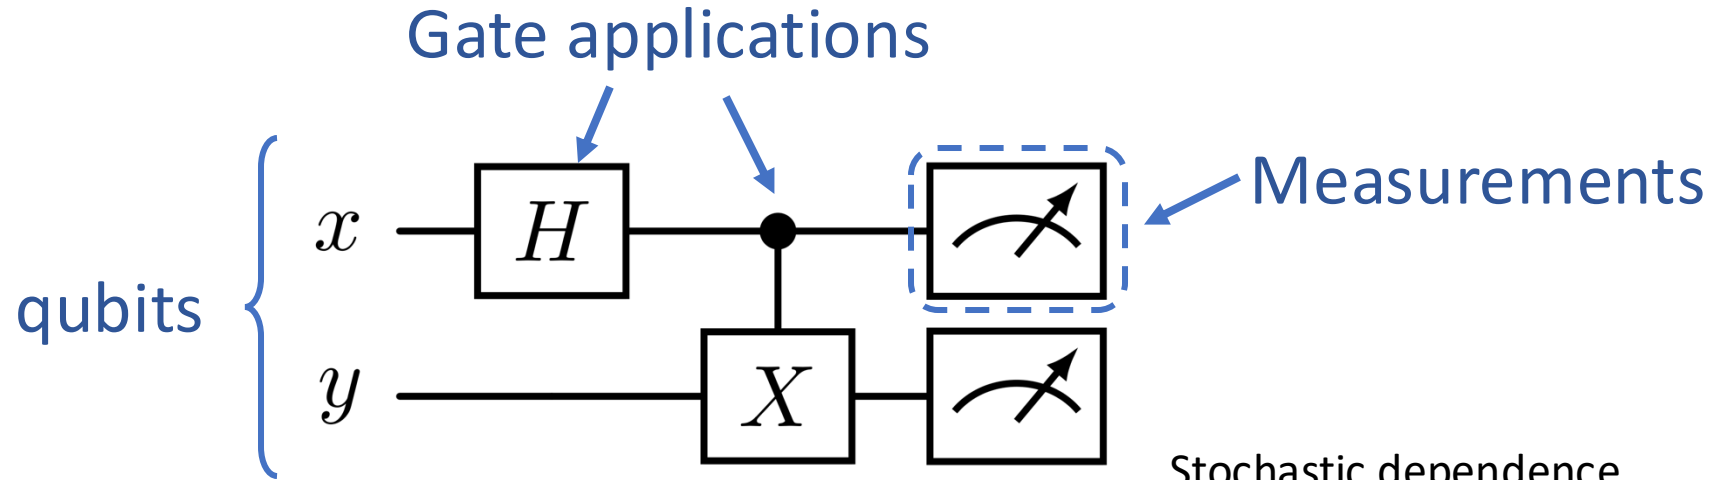 Gate applications
Measurements
x
H
qubits
y
X
Stochastic dependence